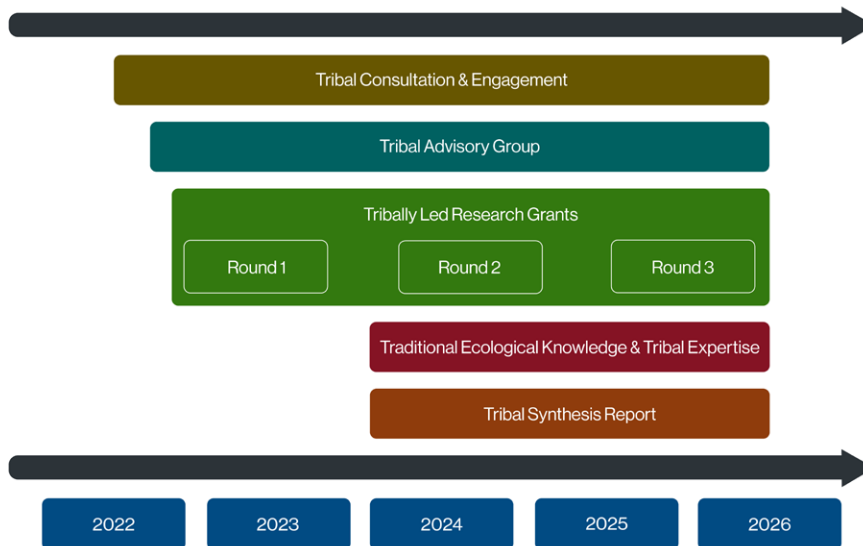 Tribal Consultation & Engagement
Tribal Advisory Group
Tribally Led Research Grants
Round 1
Round 2
Round 3
Traditional Ecological Knowledge & Tribal Expertise
Tribal Synthesis Report
2022
2023
2024
2025
2026